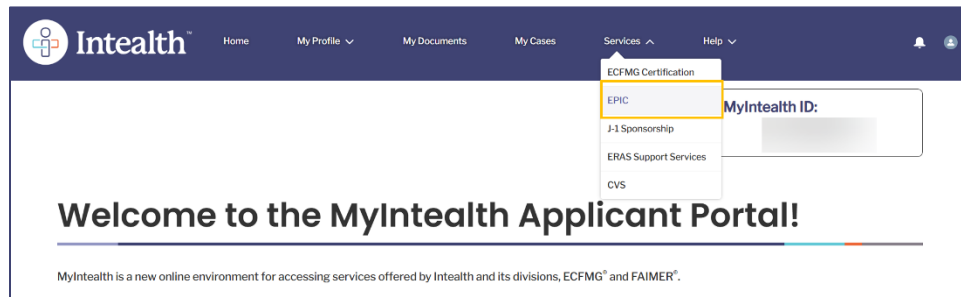 Intealth™ Home My Profile My Documents My Cases Services Help
ECFMG Certification
EPIC
MyIntealth ID:
J-1 Sponsorship
ERAS Support Services
CVS
Welcome to the MyIntealth Applicant Portal!
MyIntealth is a new online environment for accessing services offered by Intealth and its divisions, ECFMG® and FAIMER®.